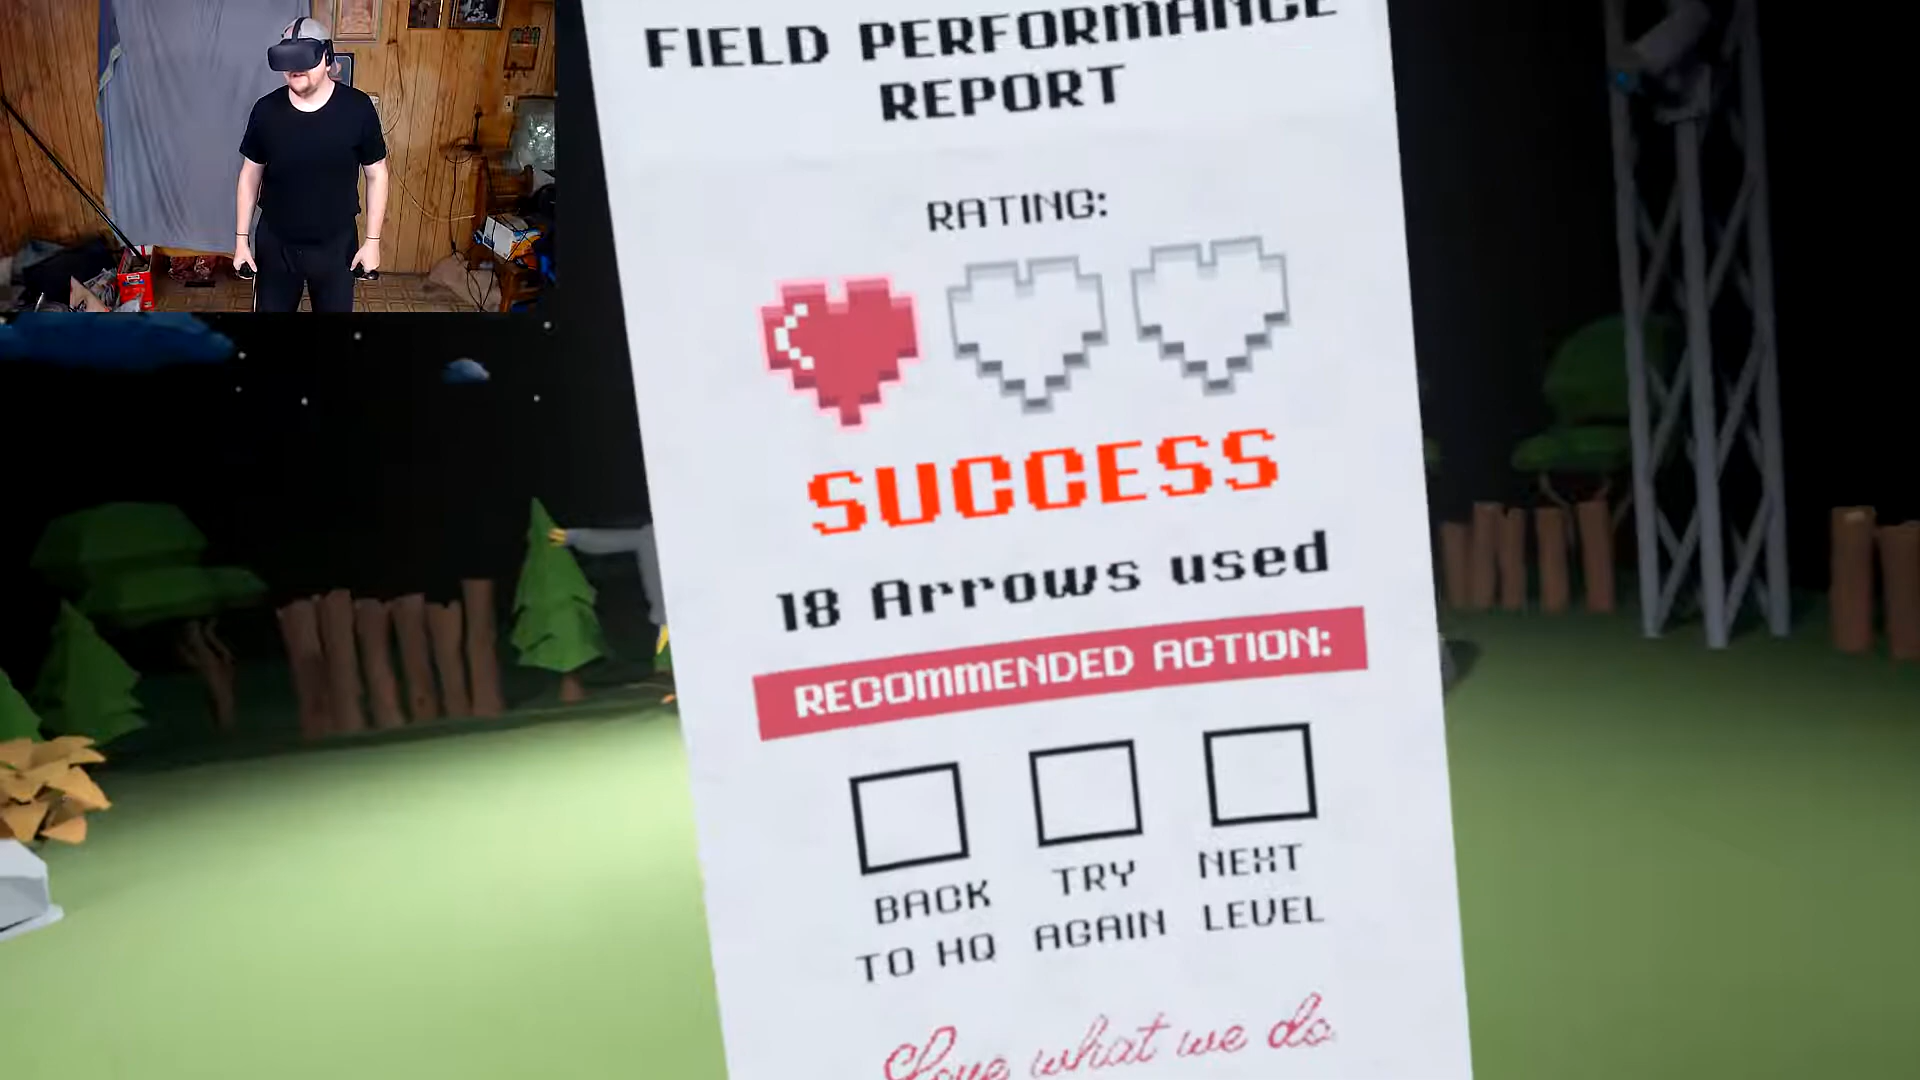 FIELD PERFORMANCE
REPORT
RATING:
SUCCESS
18 Arrows used
RECOMMENDED ACTION:
BACK
TO HQ
TRY
AGAIN
NEXT
LEVEL
Love what we do